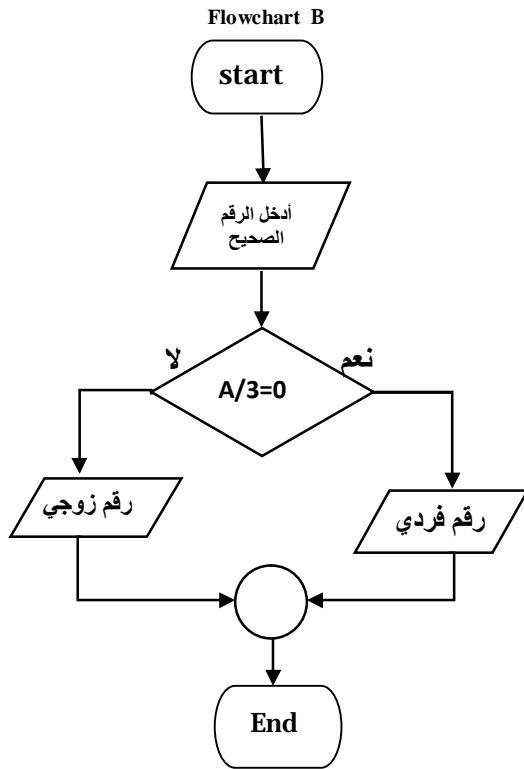 Flowchart B
start
أدخل الرقم
الصحيح
لا
نعم
A/3=0
رقم زوجي
رقم فردي
End